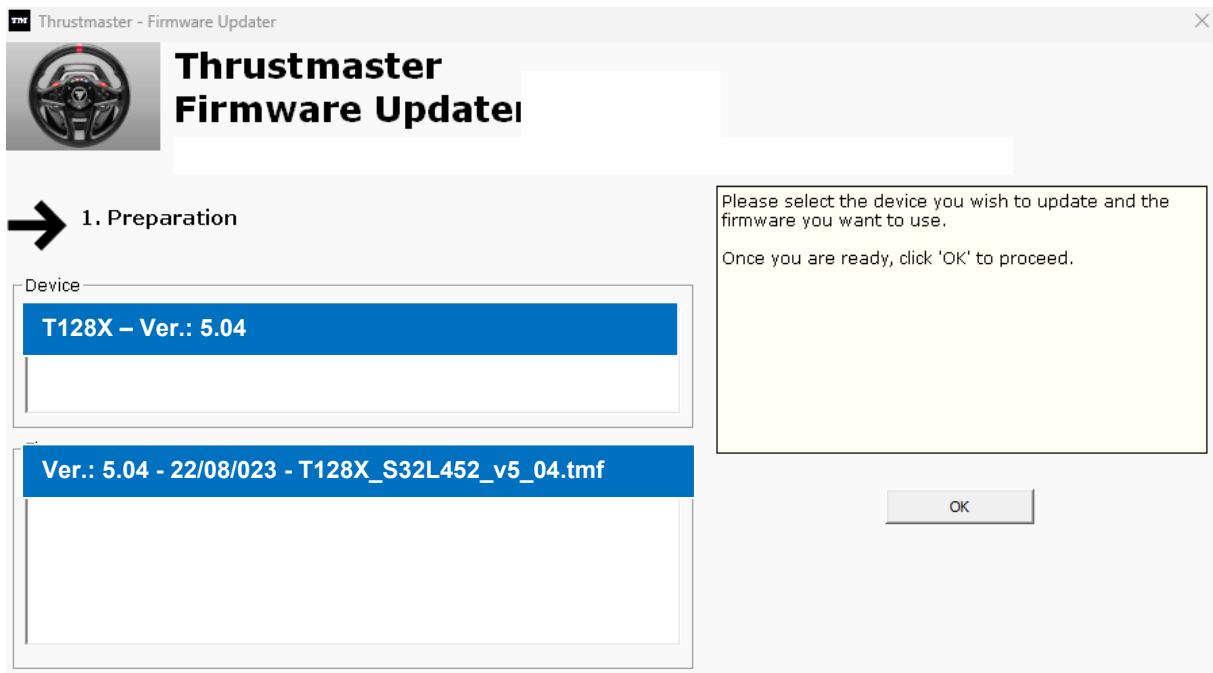 Thrustmaster - Firmware Updater
Thrustmaster
Firmware Updater
1. Preparation
Please select the device you wish to update and the
firmware you want to use.
Once you are ready, click 'OK' to proceed.
Device
T128X – Ver.: 5.04
Ver.: 5.04 - 22/08/023 - T128X_S32L452_v5_04.tmf
OK